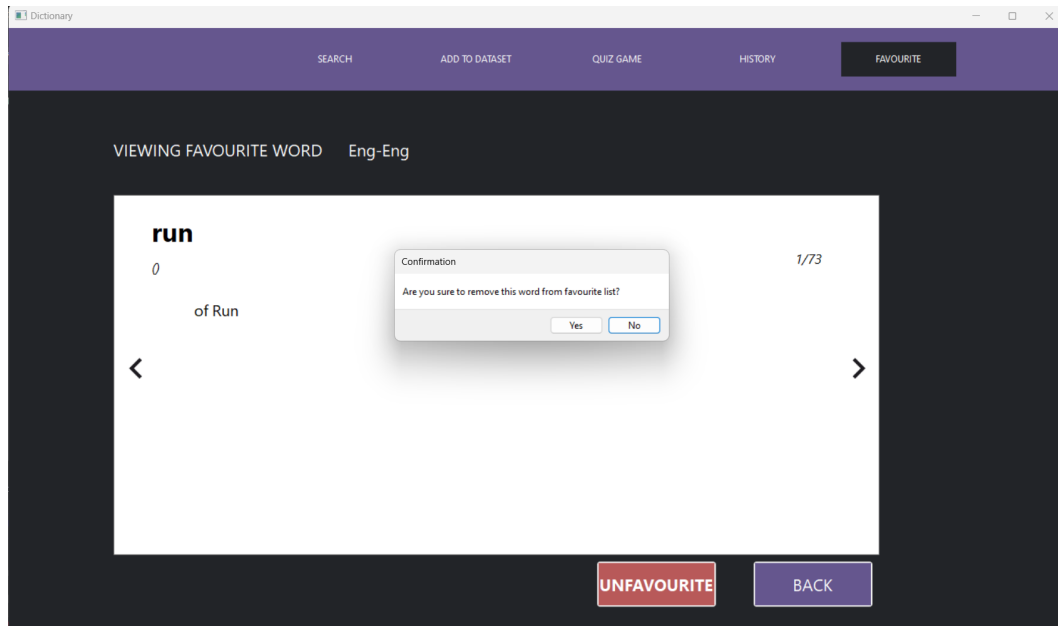 Dictionary
SEARCH ADD TO DATASET QUIZ GAME HISTORY FAVOURITE
VIEWING FAVOURITE WORD Eng-Eng
run
()
1/73
of Run
Confirmation
Are you sure to remove this word from favourite list?
Yes No
UNFAVOURITE BACK